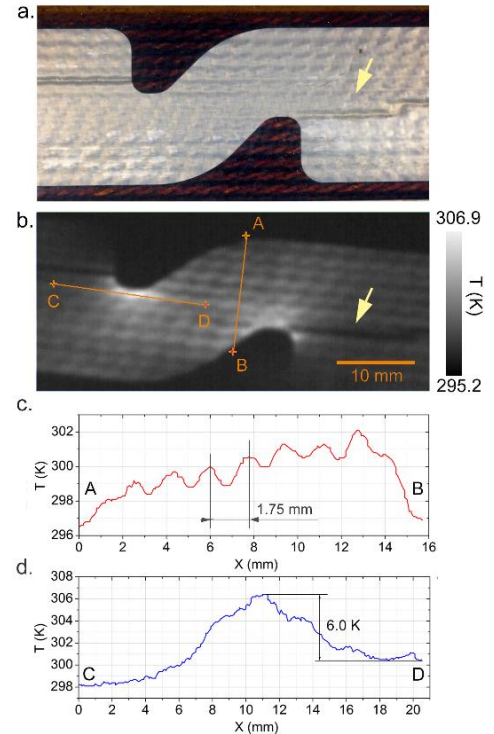 a.
b.
A
C
D
B
10 mm
306.9
T (K)
295.2
c.
302
300
298
296
T (K)
A
B
1.75 mm
0 2 4 6 8 10 12 14 16
X (mm)
d.
308
306
304
302
300
298
T (K)
C
D
6.0 K
0 2 4 6 8 10 12 14 16 18 20
X (mm)